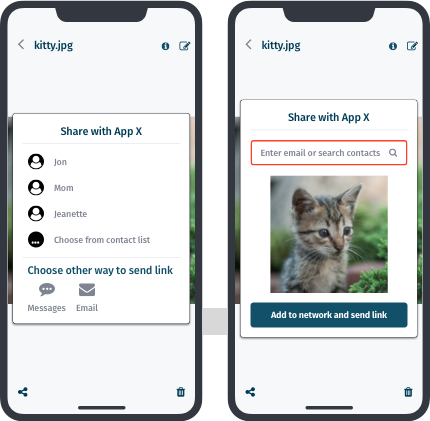 kitty.jpg
Share with App X
Jon
Mom
Jeanette
Choose from contact list
Choose other way to send link
Messages Email
kitty.jpg
Share with App X
Enter email or search contacts
Add to network and send link